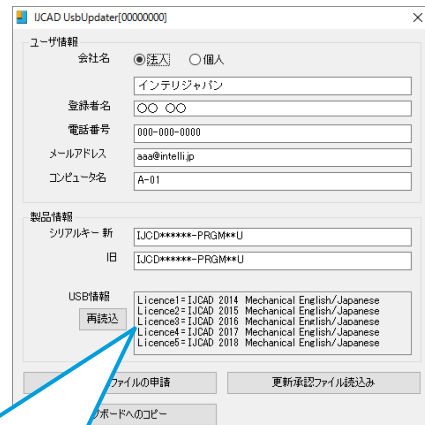 IJCAD UsbUpdater[00000000]
ユーザ情報
会社名 法人 個人
インテリジャパン
登録者名 〇〇 〇〇
電話番号 000-000-0000
メールアドレス aaa@intelli.jp
コンピュータ名 A-01
製品情報
シリアルキー 新 IJCD******-PRGM**U
旧 IJCD******-PRGM**U
USB情報
再読込
Licence1=IJCAD 2014 Mechanical English/Japanese
Licence2=IJCAD 2015 Mechanical English/Japanese
Licence3=IJCAD 2016 Mechanical English/Japanese
Licence4=IJCAD 2017 Mechanical English/Japanese
Licence5=IJCAD 2018 Mechanical English/Japanese
ファイルの申請 更新承認ファイル読込み
ボードへのコピー